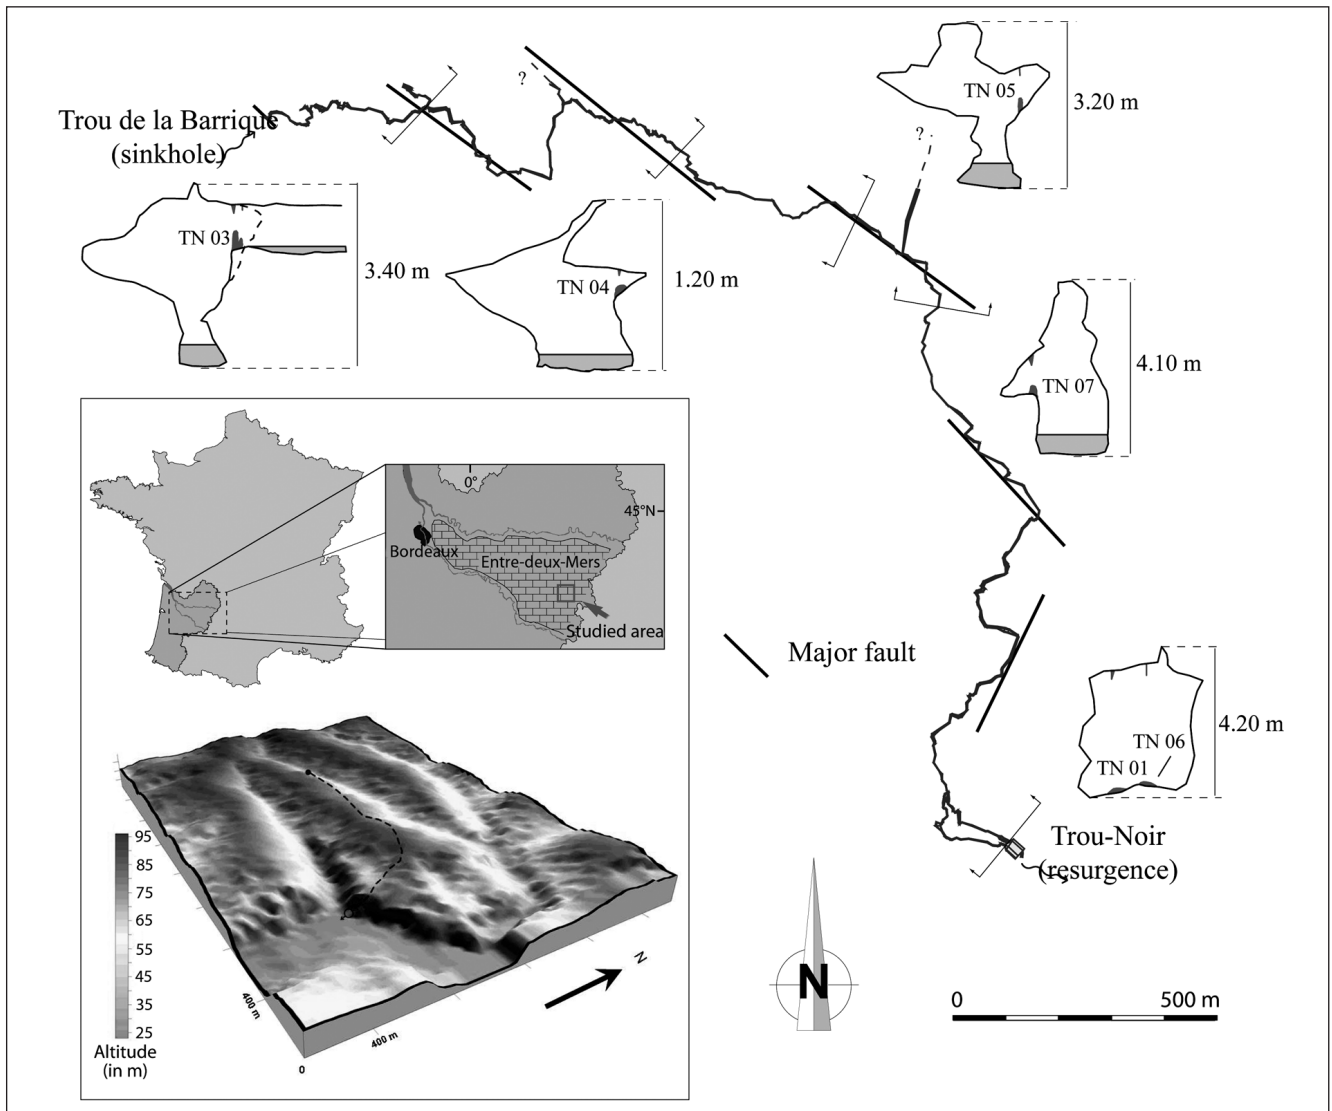 Trou de la Barrique
(sinkhole)
?
?
TN 05
3.20 m
TN 03
3.40 m
TN 04
1.20 m
TN 07
4.10 m
0°
45°N
Bordeaux
Entre-deux-Mers
Studied area
Major fault
TN 06
TN 01
4.20 m
Trou-Noir
(resurgence)
95
85
75
65
55
45
35
25
Altitude
(in m)
400 m
0
400 m
N
N
0
500 m